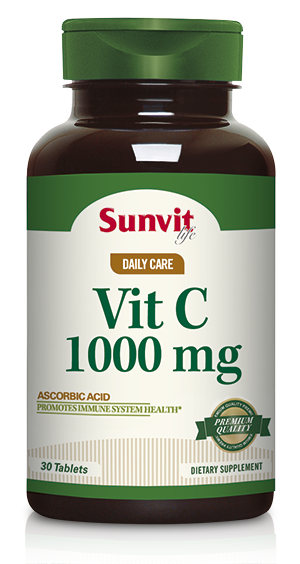 Sunvit
life
DAILY CARE
Vit C
1000 mg
ASCORBIC ACID
PROMOTES IMMUNE SYSTEM HEALTH*
PREMIUM
QUALITY
30 Tablets
DIETARY SUPPLEMENT